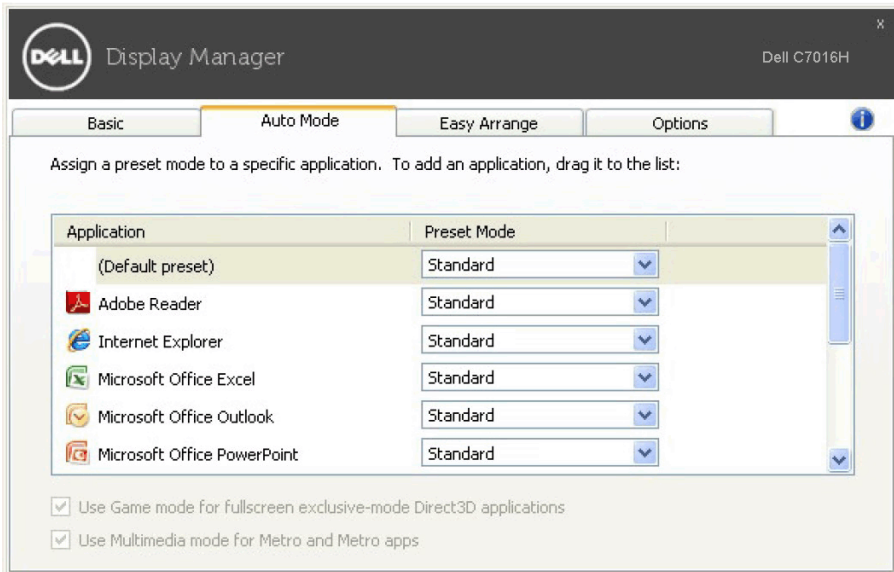 DELL Display Manager
X
Dell C7016H
Basic Auto Mode Easy Arrange Options
Assign a preset mode to a specific application. To add an application, drag it to the list:
Application Preset Mode
(Default preset) Standard
Adobe Reader Standard
Internet Explorer Standard
Microsoft Office Excel Standard
Microsoft Office Outlook Standard
Microsoft Office PowerPoint Standard
Use Game mode for fullscreen exclusive-mode Direct3D applications
Use Multimedia mode for Metro and Metro apps